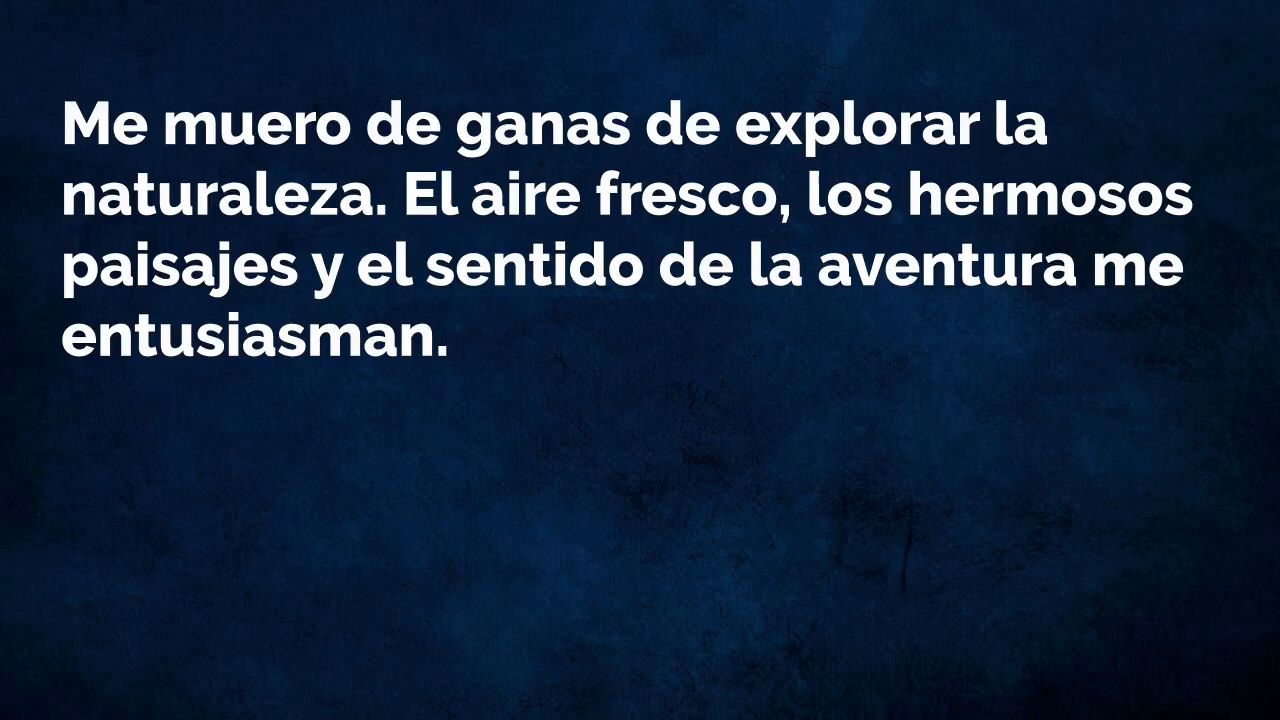 Me muero de ganas de explorar la
naturaleza. El aire fresco, los hermosos
paisajes y el sentido de la aventura me
entusiasman.